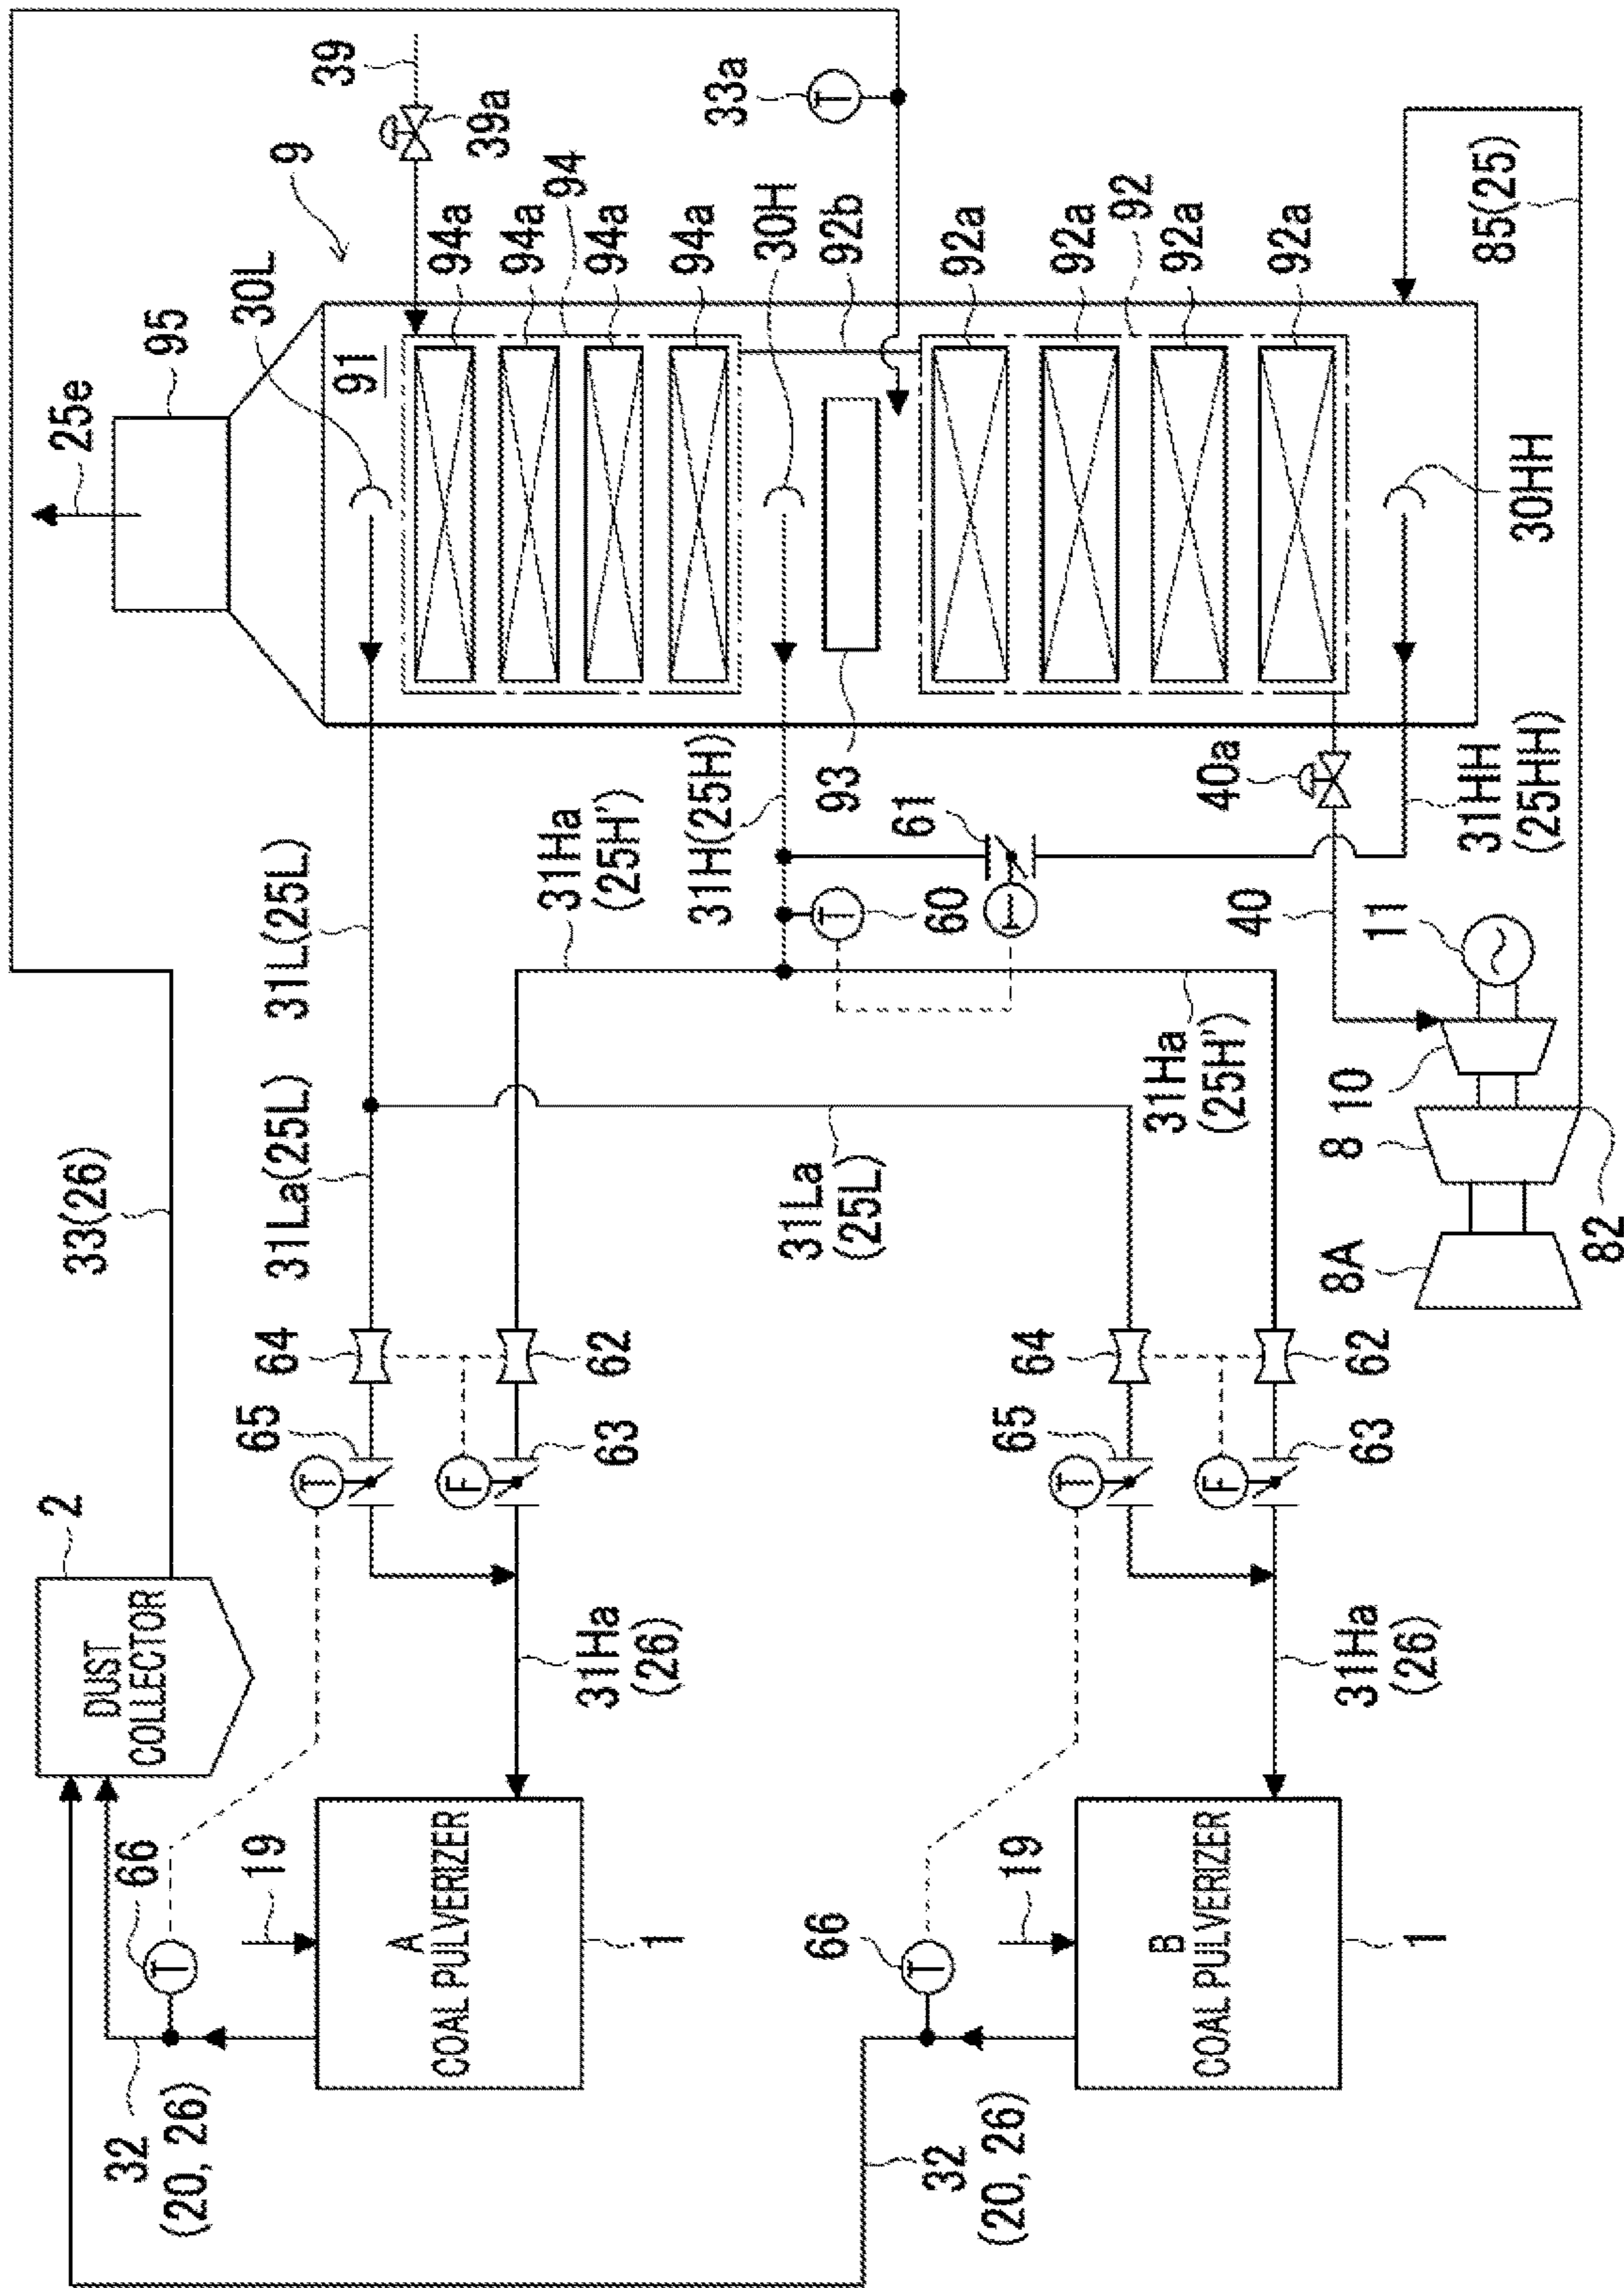 33(26)
25e
95
30L
9
39
39a
91
94a
94a
94
94a
94a
30H
92b
33a
92a
92a
92
92a
92a
85(25)
30HH
31L(25L)
31La(25L)
31Ha
(25H')
31H(25H)
93
61
60
40a
40
31HH
(25HH)
11
10
8
8A
82
31Ha
(25H')
31La
(25L)
64
62
65
63
T
F
T
T
T
T
64
62
65
63
T
F
2
DUST
COLLECTOR
66
T
19
A
COAL PULVERIZER
1
31Ha
(26)
32
(20, 26)
66
T
19
B
COAL PULVERIZER
1
31Ha
(26)
32
(20, 26)